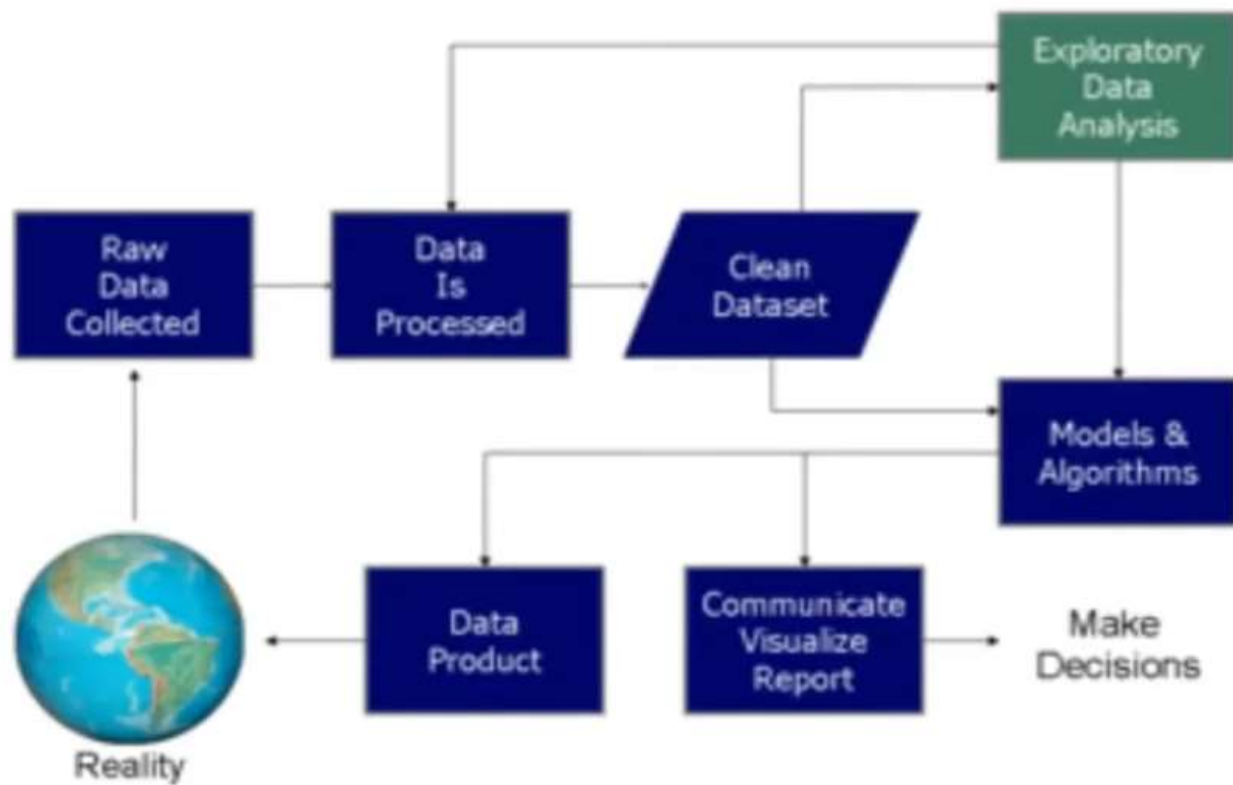 Exploratory
Data
Analysis
Raw
Data
Collected
Data
Is
Processed
Clean
Dataset
Models &
Algorithms
Data
Product
Communicate
Visualize
Report
Make
Decisions
Reality